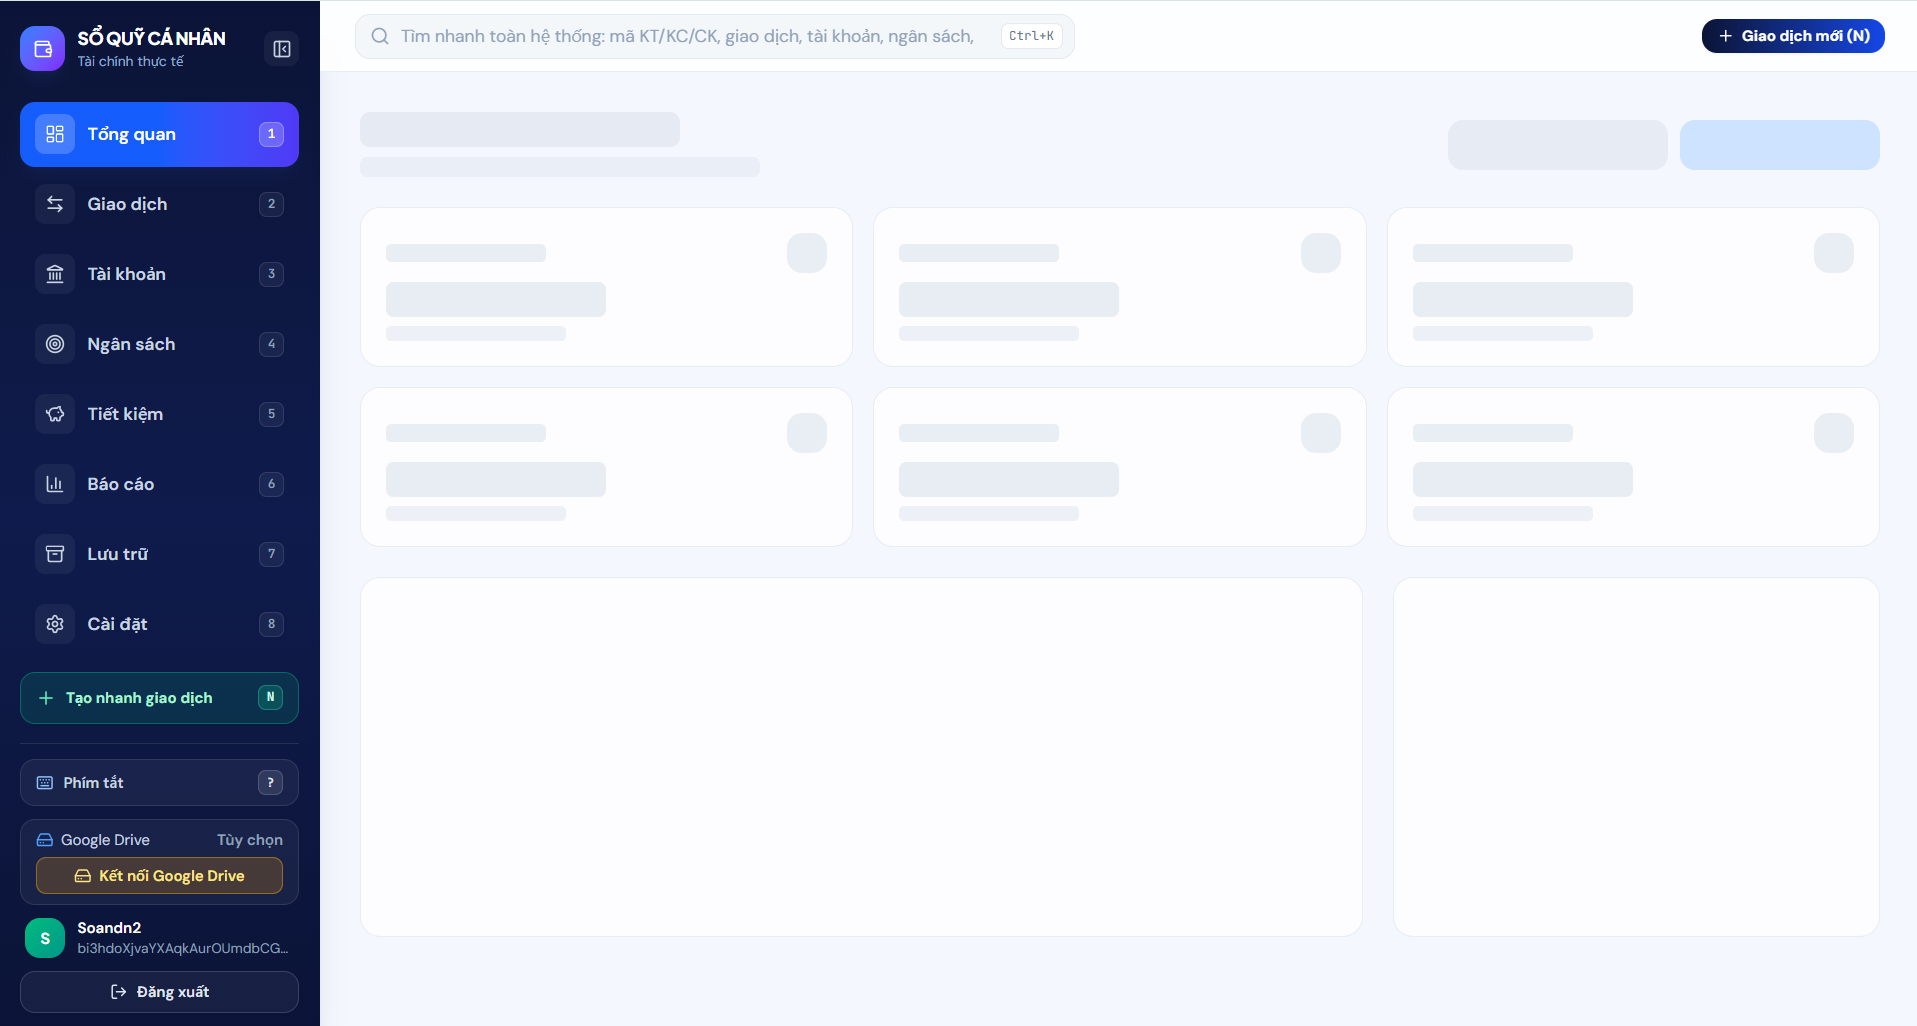 SỔ QUỸ CÁ NHÂN
Tài chính thực tế
Tìm nhanh toàn hệ thống: mã KT/KC/CK, giao dịch, tài khoản, ngân sách,
Ctrl+K
Giao dịch mới (N)
Tổng quan 1
Giao dịch 2
Tài khoản 3
Ngân sách 4
Tiết kiệm 5
Báo cáo 6
Lưu trữ 7
Cài đặt 8
Tạo nhanh giao dịch N
Phím tắt ?
Google Drive Tùy chọn
Kết nối Google Drive
S
Soandn2
bi3hdoXjvaYXAqkAurOUmdbCG...
Đăng xuất